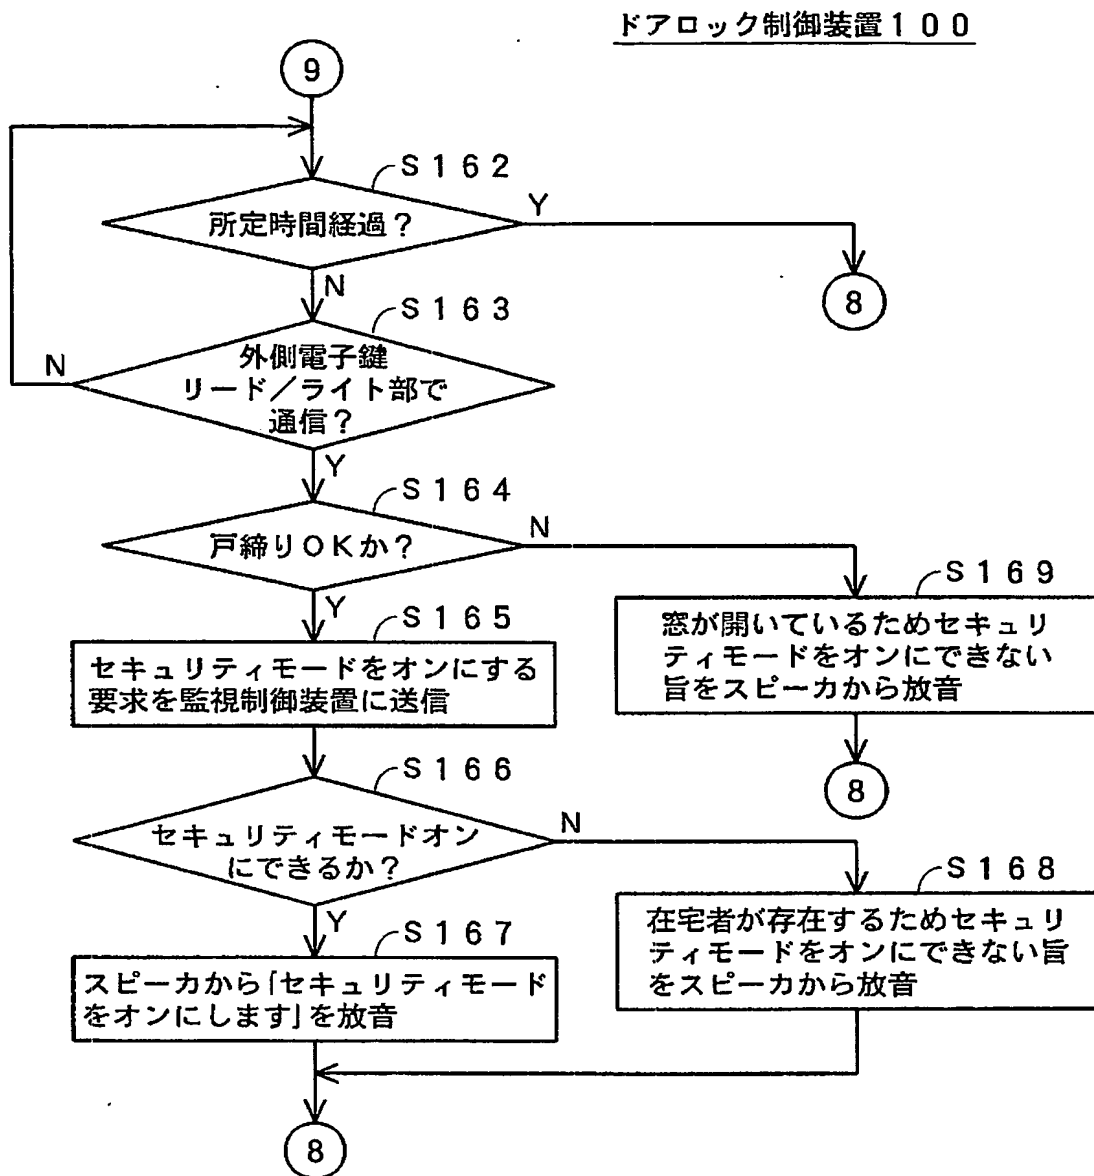 ドアロック制御装置１００
9
S１６２
所定時間経過？
Y
N
8
S１６３
外側電子鍵
リード／ライト部で
通信？
N
Y
S１６４
戸締りＯＫか？
N
Y
S１６９
窓が開いているためセキュリ
ティモードをオンにできない
旨をスピーカから放音
8
S１６５
セキュリティモードをオンにする
要求を監視制御装置に送信
S１６６
セキュリティモードオン
にできるか？
N
Y
S１６８
在宅者が存在するためセキュリ
ティモードをオンにできない旨
をスピーカから放音
S１６７
スピーカから「セキュリティモード
をオンにします」を放音
8